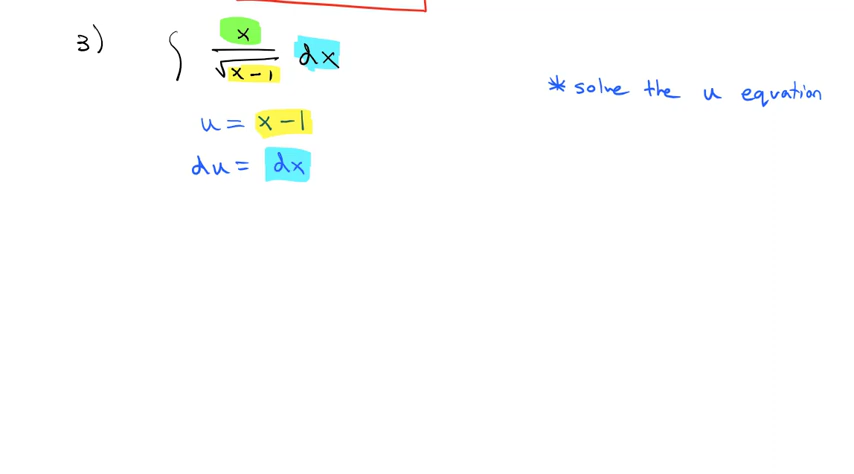 3) ∫ x/√(x-1) dx
* solve the u equation
u = x-1
du = dx